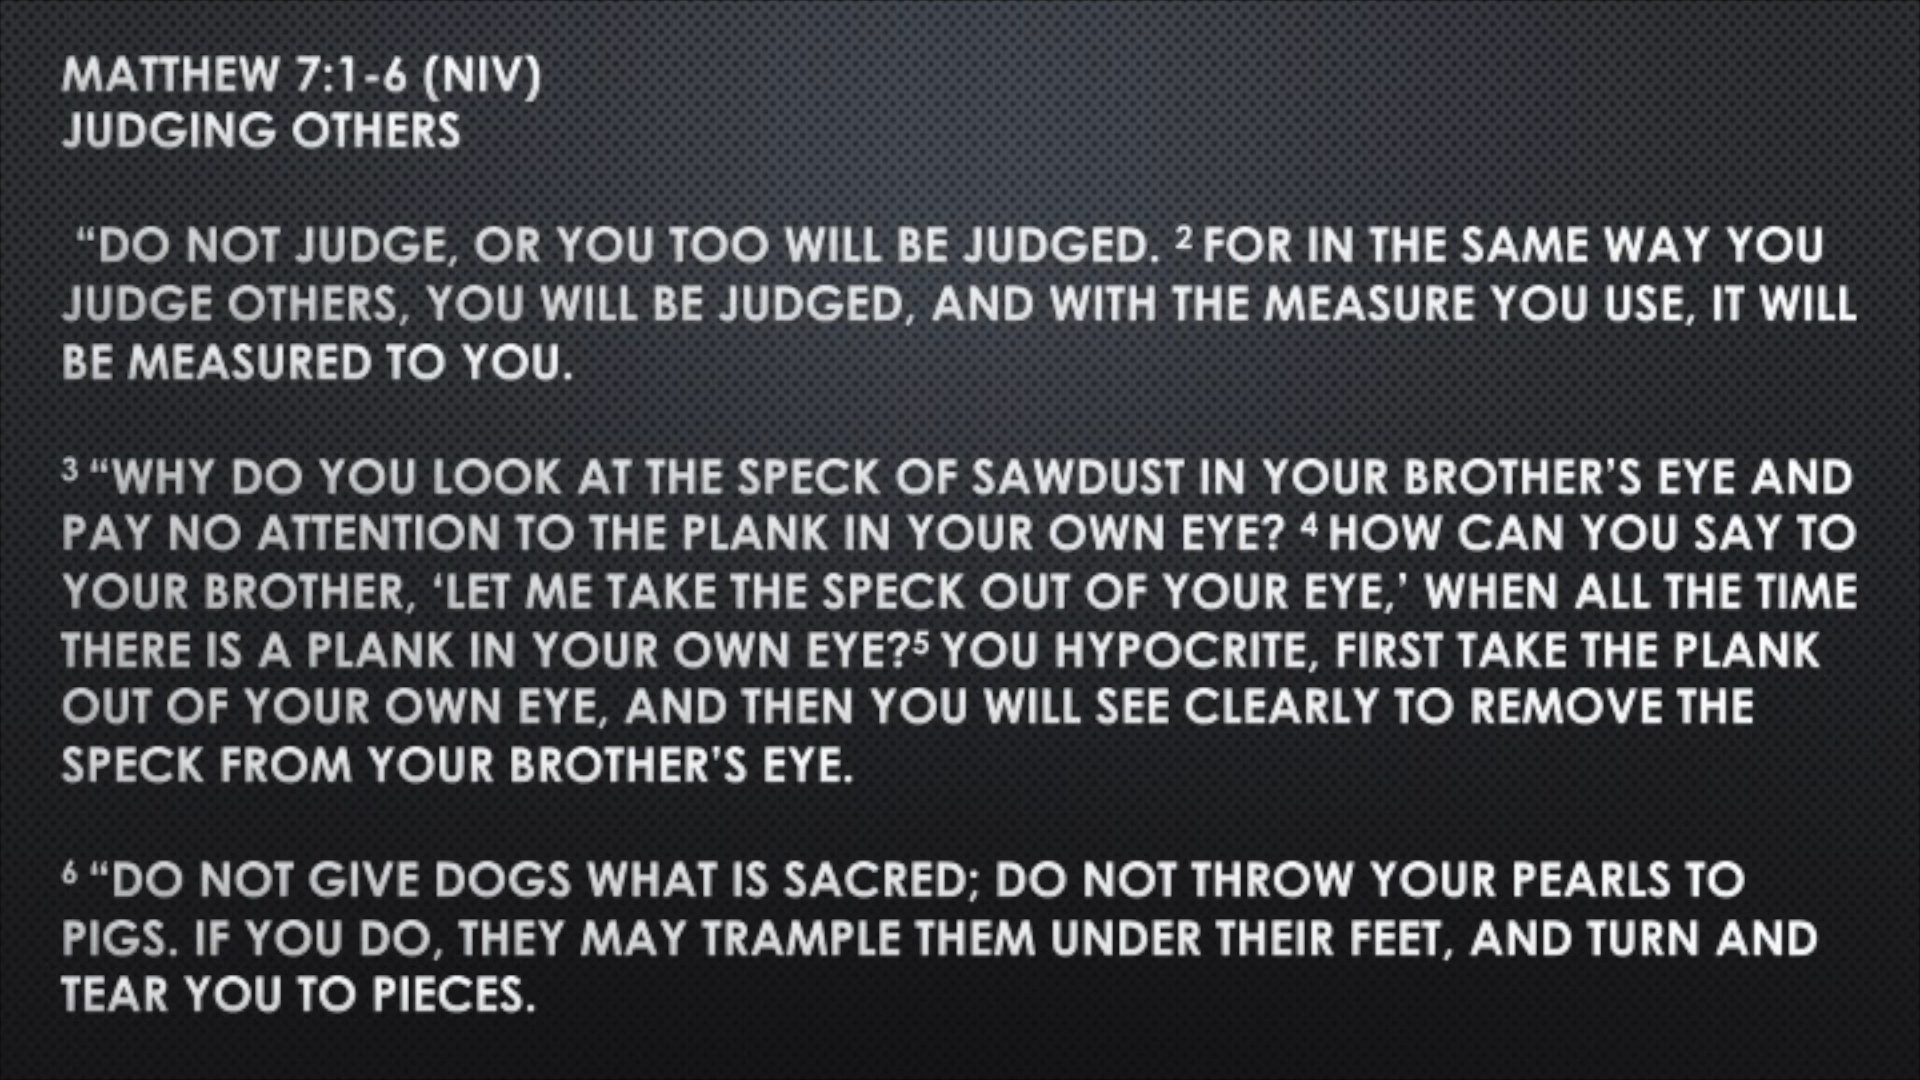 MATTHEW 7:1-6 (NIV)
JUDGING OTHERS
“DO NOT JUDGE, OR YOU TOO WILL BE JUDGED. ² FOR IN THE SAME WAY YOU
JUDGE OTHERS, YOU WILL BE JUDGED, AND WITH THE MEASURE YOU USE, IT WILL
BE MEASURED TO YOU.
³ “WHY DO YOU LOOK AT THE SPECK OF SAWDUST IN YOUR BROTHER’S EYE AND
PAY NO ATTENTION TO THE PLANK IN YOUR OWN EYE? ⁴ HOW CAN YOU SAY TO
YOUR BROTHER, ‘LET ME TAKE THE SPECK OUT OF YOUR EYE,’ WHEN ALL THE TIME
THERE IS A PLANK IN YOUR OWN EYE?⁵ YOU HYPOCRITE, FIRST TAKE THE PLANK
OUT OF YOUR OWN EYE, AND THEN YOU WILL SEE CLEARLY TO REMOVE THE
SPECK FROM YOUR BROTHER’S EYE.
⁶ “DO NOT GIVE DOGS WHAT IS SACRED; DO NOT THROW YOUR PEARLS TO
PIGS. IF YOU DO, THEY MAY TRAMPLE THEM UNDER THEIR FEET, AND TURN AND
TEAR YOU TO PIECES.